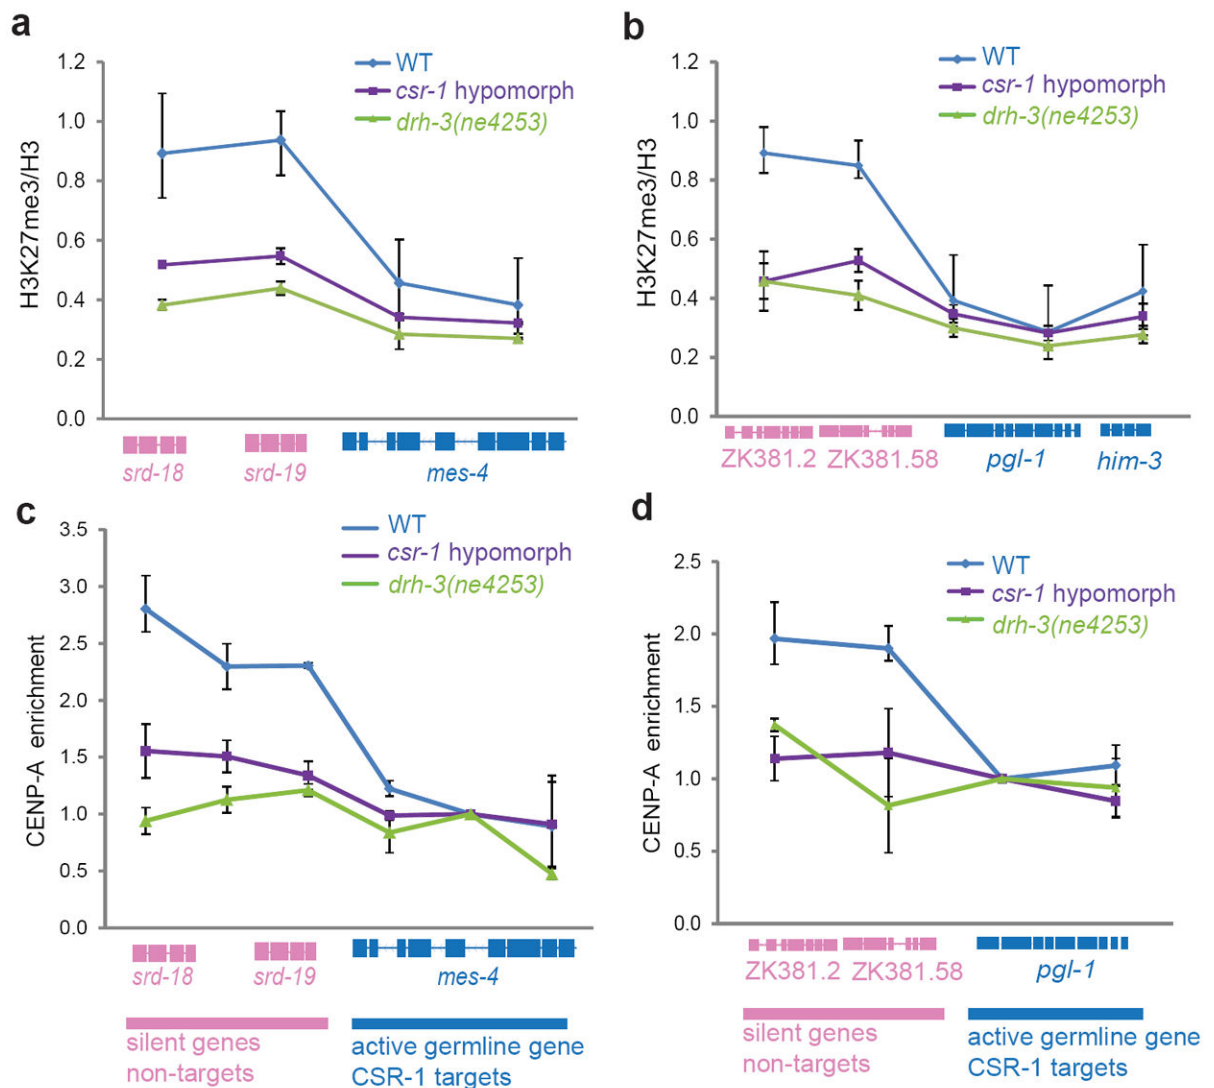 a
WT
csr-1 hypomorph
drh-3(ne4253)
H3K27me3/H3
1.2
1.0
0.8
0.6
0.4
0.2
0.0
srd-18
srd-19
mes-4
b
WT
csr-1 hypomorph
drh-3(ne4253)
H3K27me3/H3
1.2
1.0
0.8
0.6
0.4
0.2
0.0
ZK381.2
ZK381.58
pgl-1
him-3
c
WT
csr-1 hypomorph
drh-3(ne4253)
CENP-A enrichment
3.5
3.0
2.5
2.0
1.5
1.0
0.5
0.0
srd-18
srd-19
mes-4
silent genes
non-targets
active germline gene
CSR-1 targets
d
WT
csr-1 hypomorph
drh-3(ne4253)
CENP-A enrichment
2.5
2.0
1.5
1.0
0.5
0.0
ZK381.2
ZK381.58
pgl-1
silent genes
non-targets
active germline gene
CSR-1 targets